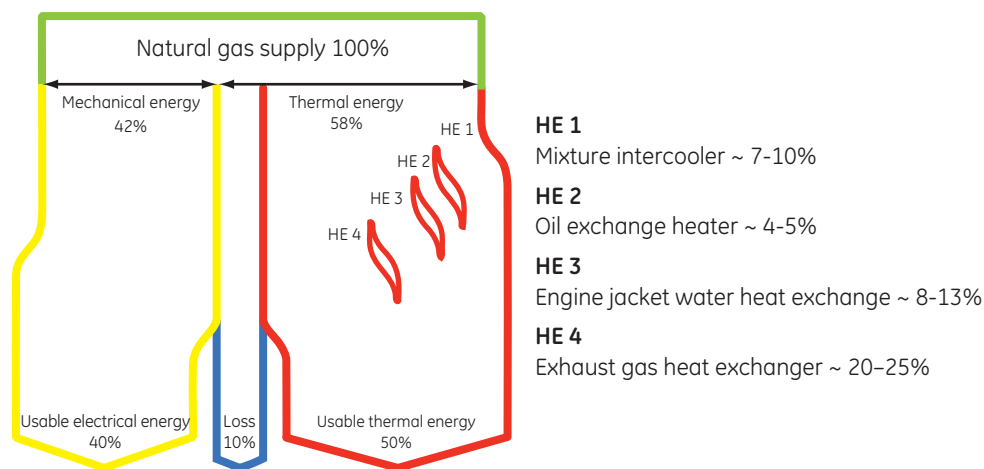 Natural gas supply 100%
Mechanical energy
42%
Thermal energy
58%
HE 1
HE 2
HE 3
HE 4
Usable electrical energy
40%
Loss
10%
Usable thermal energy
50%
HE 1
Mixture intercooler ~ 7-10%
HE 2
Oil exchange heater ~ 4-5%
HE 3
Engine jacket water heat exchange ~ 8-13%
HE 4
Exhaust gas heat exchanger ~ 20–25%